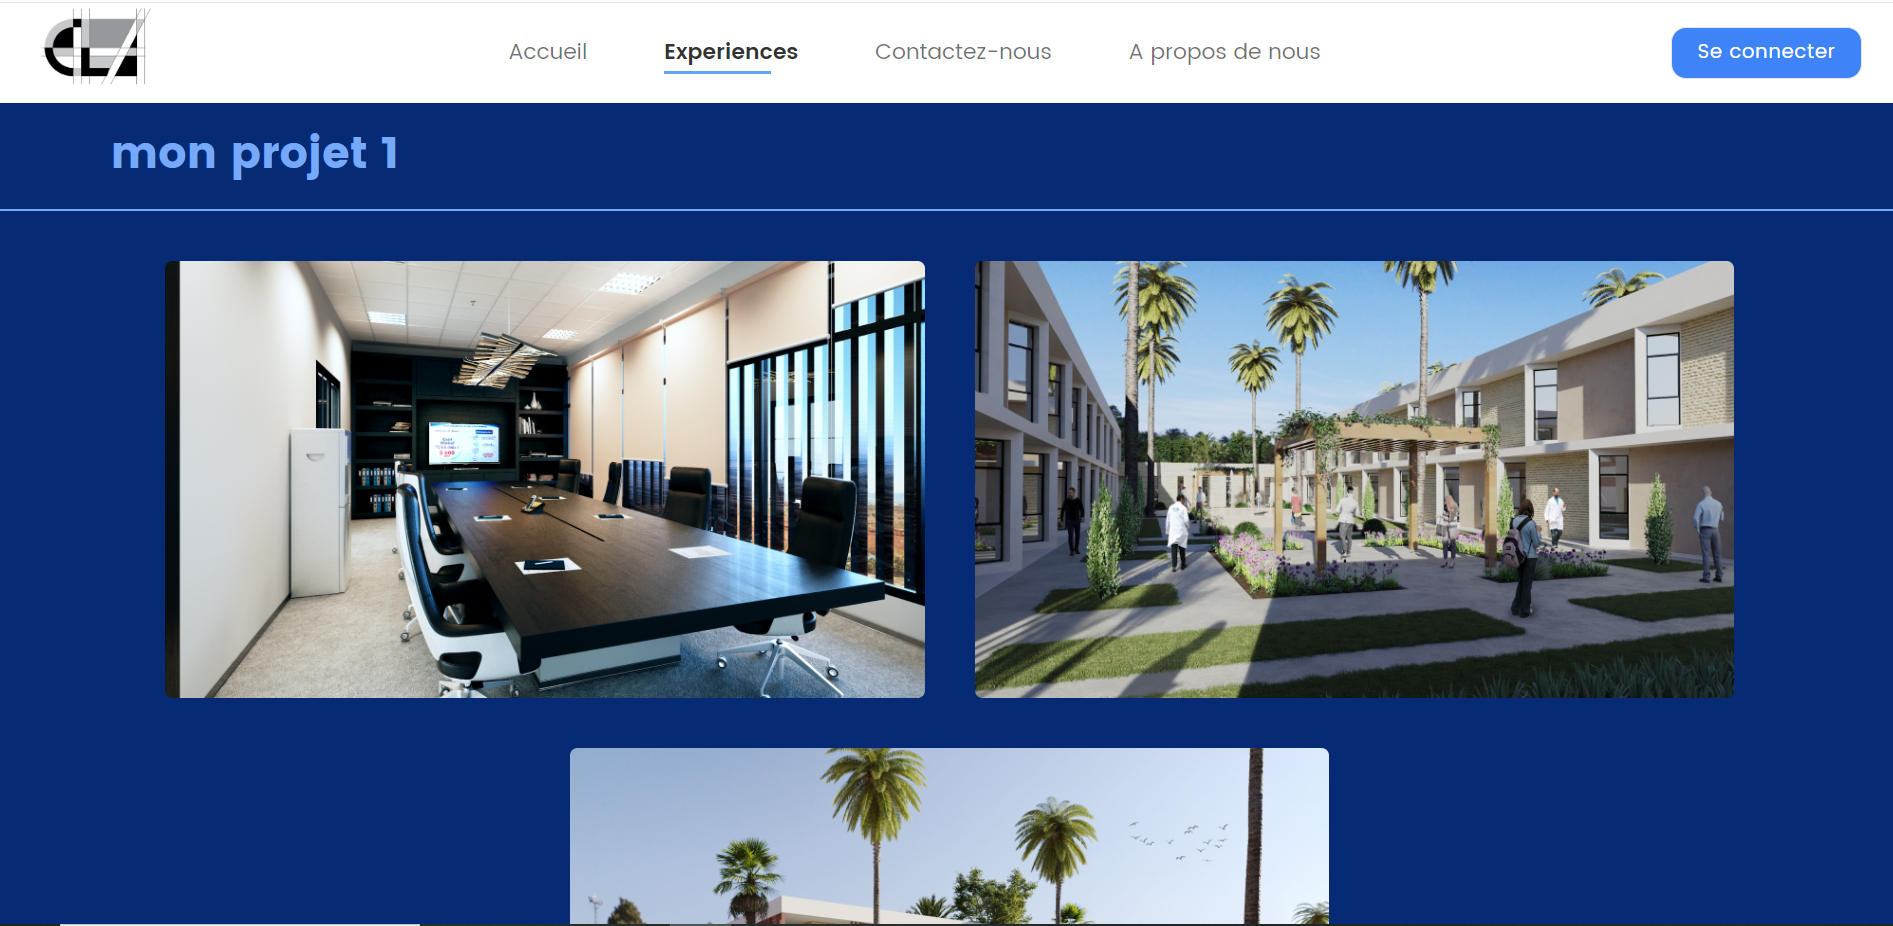 Accueil
Experiences
Contactez-nous
A propos de nous
Se connecter
mon projet 1